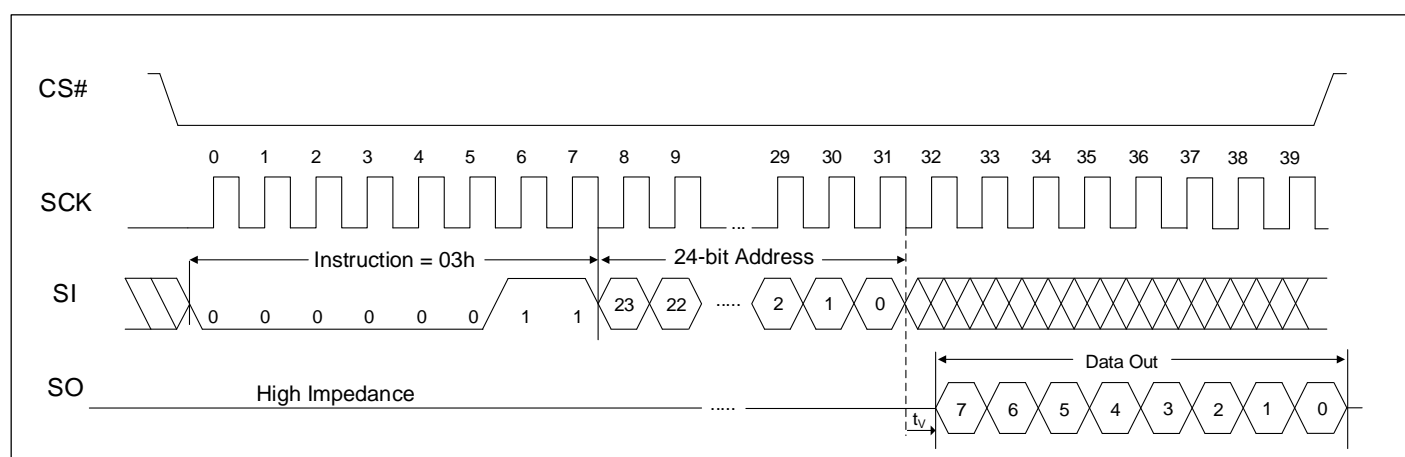 CS#
0 1 2 3 4 5 6 7 8 9 29 30 31 32 33 34 35 36 37 38 39
SCK ...
Instruction = 03h 24-bit Address
SI 0 0 0 0 0 0 1 1 23 22 ..... 2 1 0
Data Out
SO High Impedance ..... tV 7 6 5 4 3 2 1 0